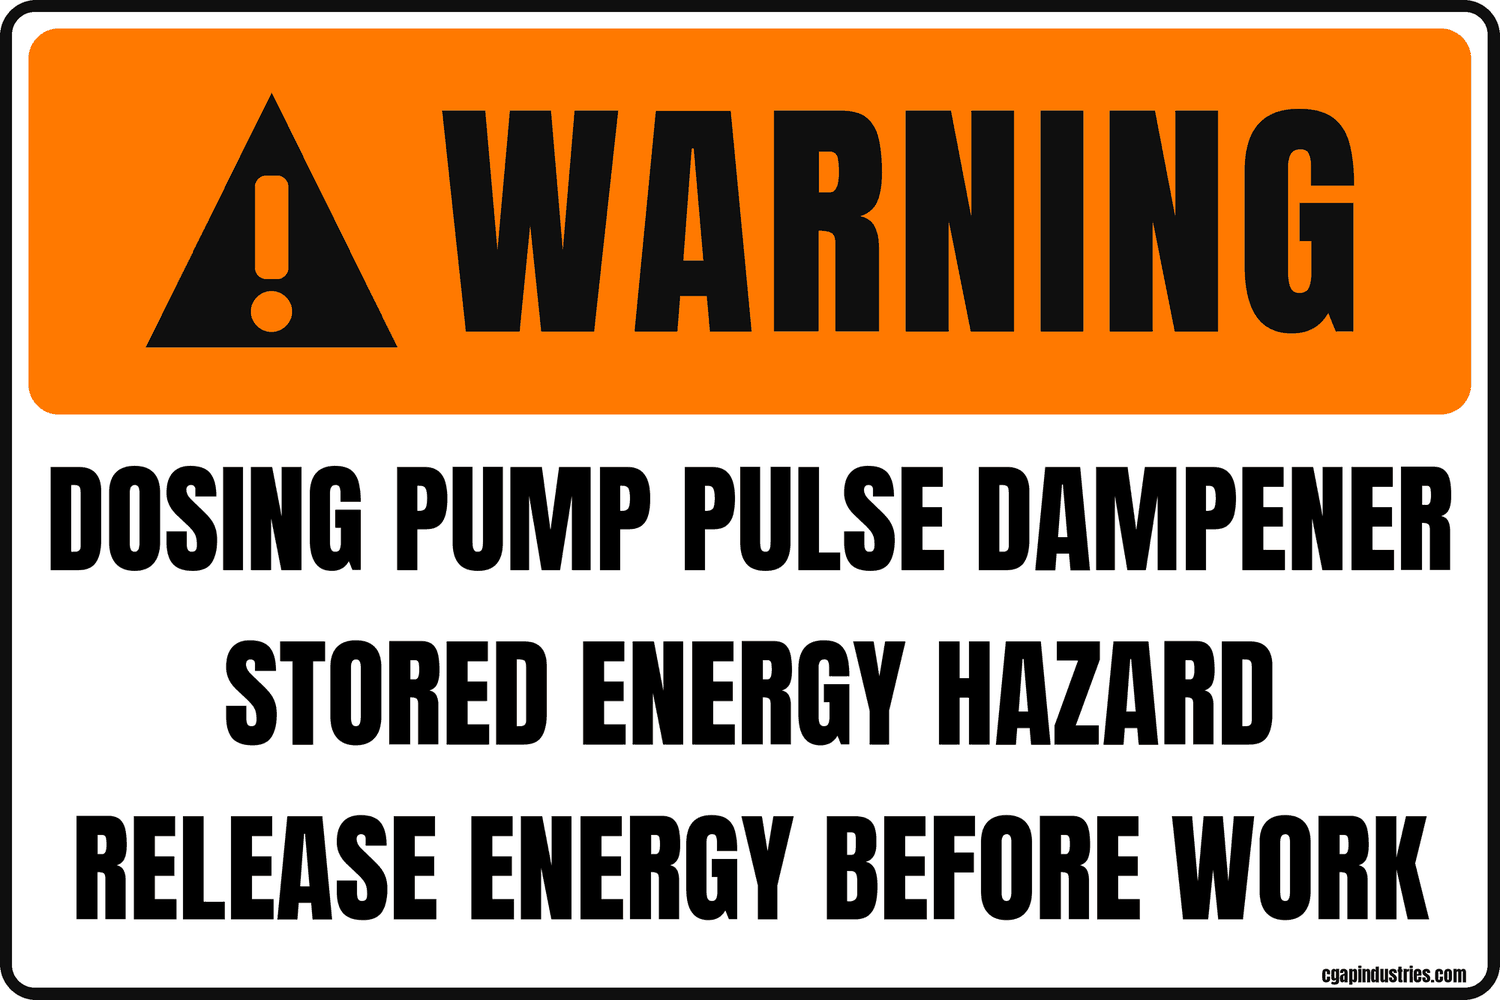 WARNING
DOSING PUMP PULSE DAMPENER
STORED ENERGY HAZARD
RELEASE ENERGY BEFORE WORK
cgapindustries.com